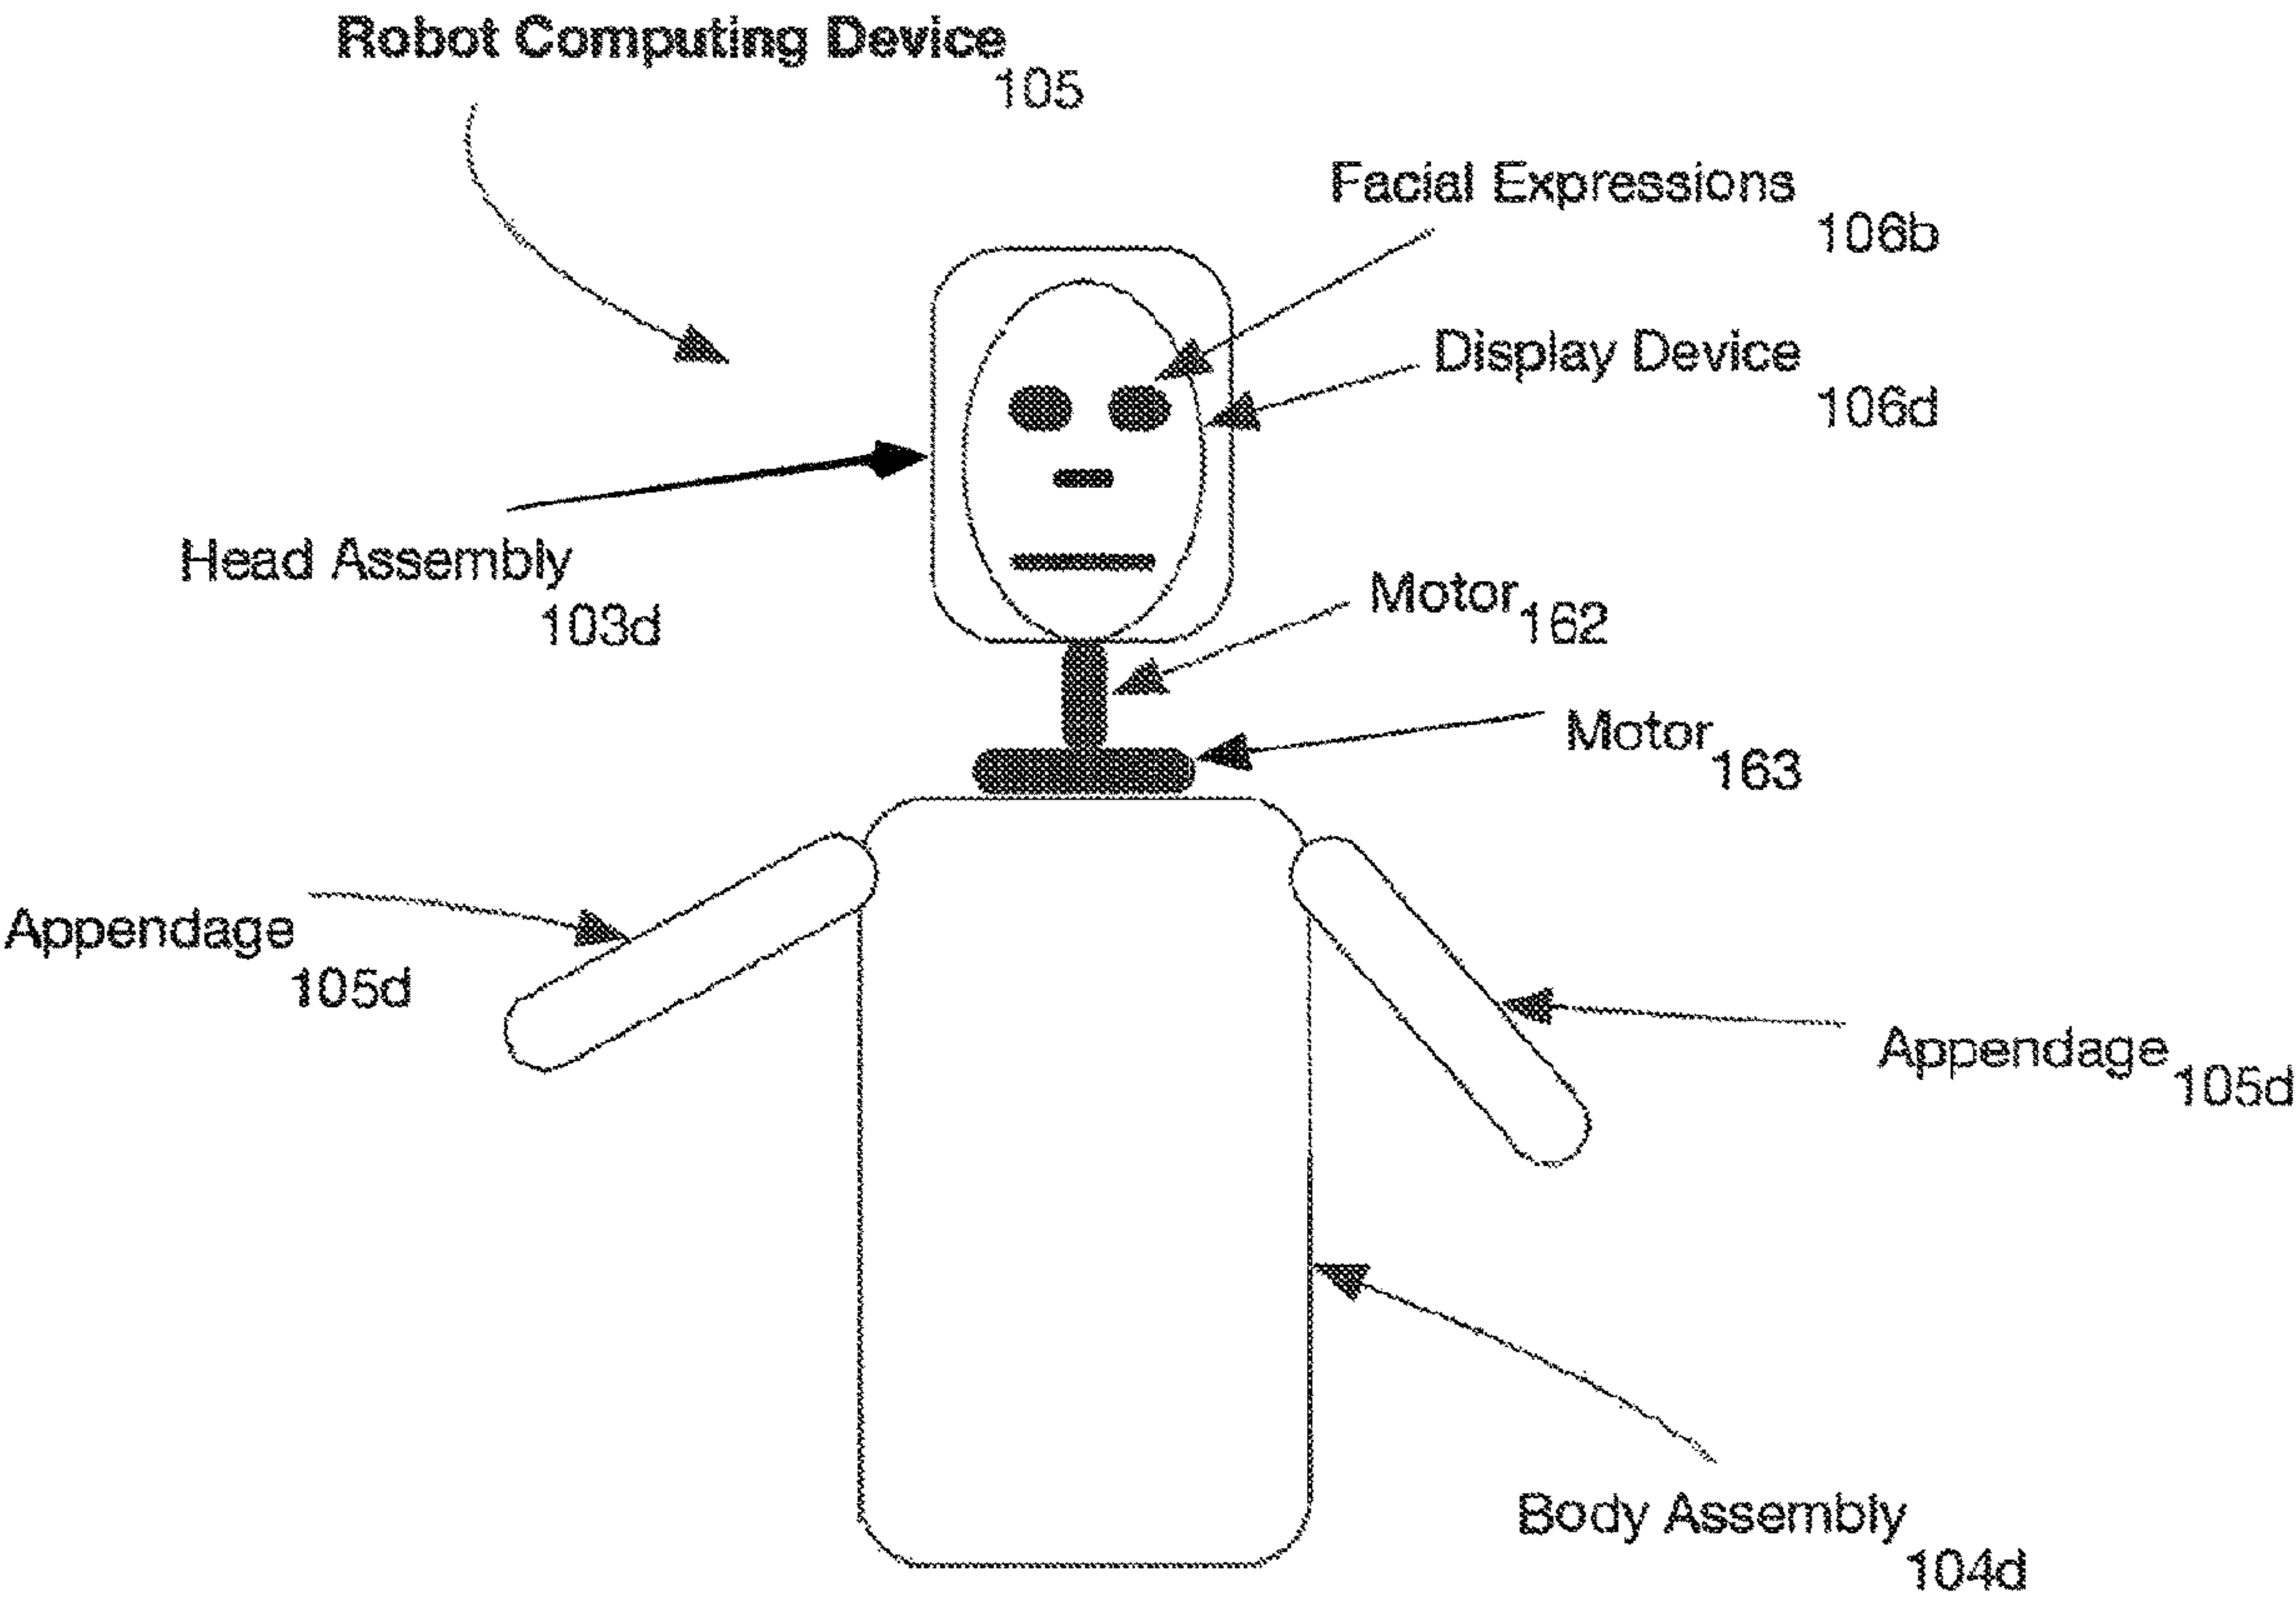 Robot Computing Device
105
Facial Expressions
106b
Display Device
106d
Head Assembly
103d
Motor
162
Motor
163
Appendage
105d
Appendage
105d
Body Assembly
104d